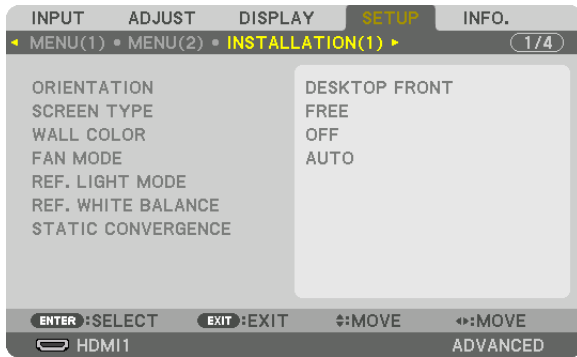 INPUT ADJUST DISPLAY SETUP INFO.
◂ MENU(1) • MENU(2) • INSTALLATION(1) ▸ 1/4
ORIENTATION DESKTOP FRONT
SCREEN TYPE FREE
WALL COLOR OFF
FAN MODE AUTO
REF. LIGHT MODE
REF. WHITE BALANCE
STATIC CONVERGENCE
ENTER :SELECT EXIT :EXIT :MOVE :MOVE
HDMI1 ADVANCED